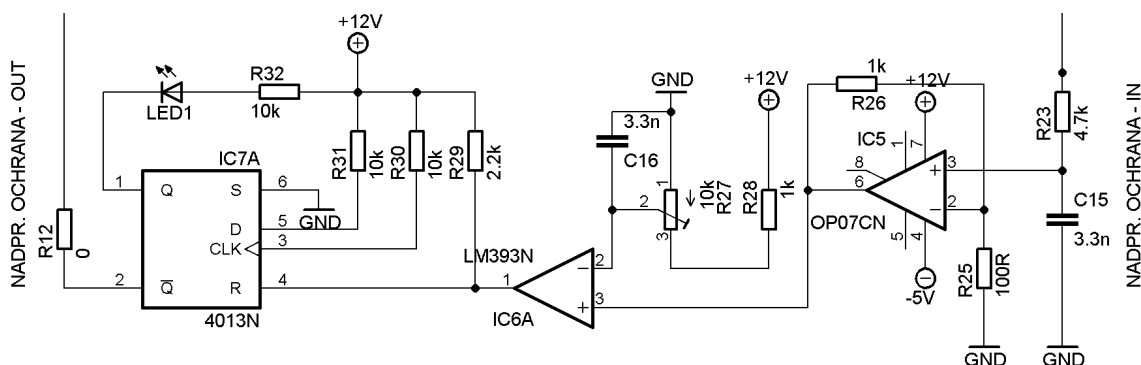 NADPR. OCHRANA - OUT
R12
0
LED1
R32
10k
+12V
R31
10k
R30
10k
R29
2.2k
IC7A
1
Q
S
6
GND
D
5
CLK
3
2
Q
R
4
4013N
LM393N
1
2
3
IC6A
GND
3.3n
C16
2
1
3
10k
R27
+12V
R28
1k
1k
R26
+12V
IC5
8
1
7
6
3
2
OP07CN
5
4
-5V
R25
100R
GND
R23
4.7k
C15
3.3n
GND
NADPR. OCHRANA - IN